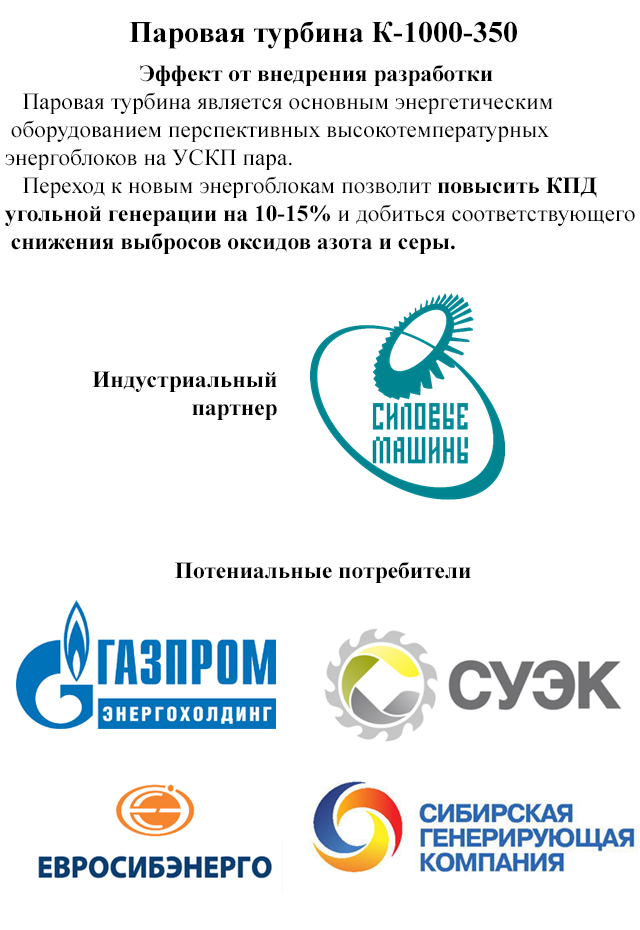 Паровая турбина К-1000-350
Эффект от внедрения разработки
Паровая турбина является основным энергетическим
оборудованием перспективных высокотемпературных
энергоблоков на УСКП пара.
Переход к новым энергоблокам позволит повысить КПД
угольной генерации на 10-15% и добиться соответствующего
снижения выбросов оксидов азота и серы.
Индустриальный
партнер
СИЛОВЫЕ
МАШИНЫ
Потениальные потребители
ГАЗПРОМ
ЭНЕРГОХОЛДИНГ
СУЭК
ЕВРОСИБЭНЕРГО
СИБИРСКАЯ
ГЕНЕРИРУЮЩАЯ
КОМПАНИЯ